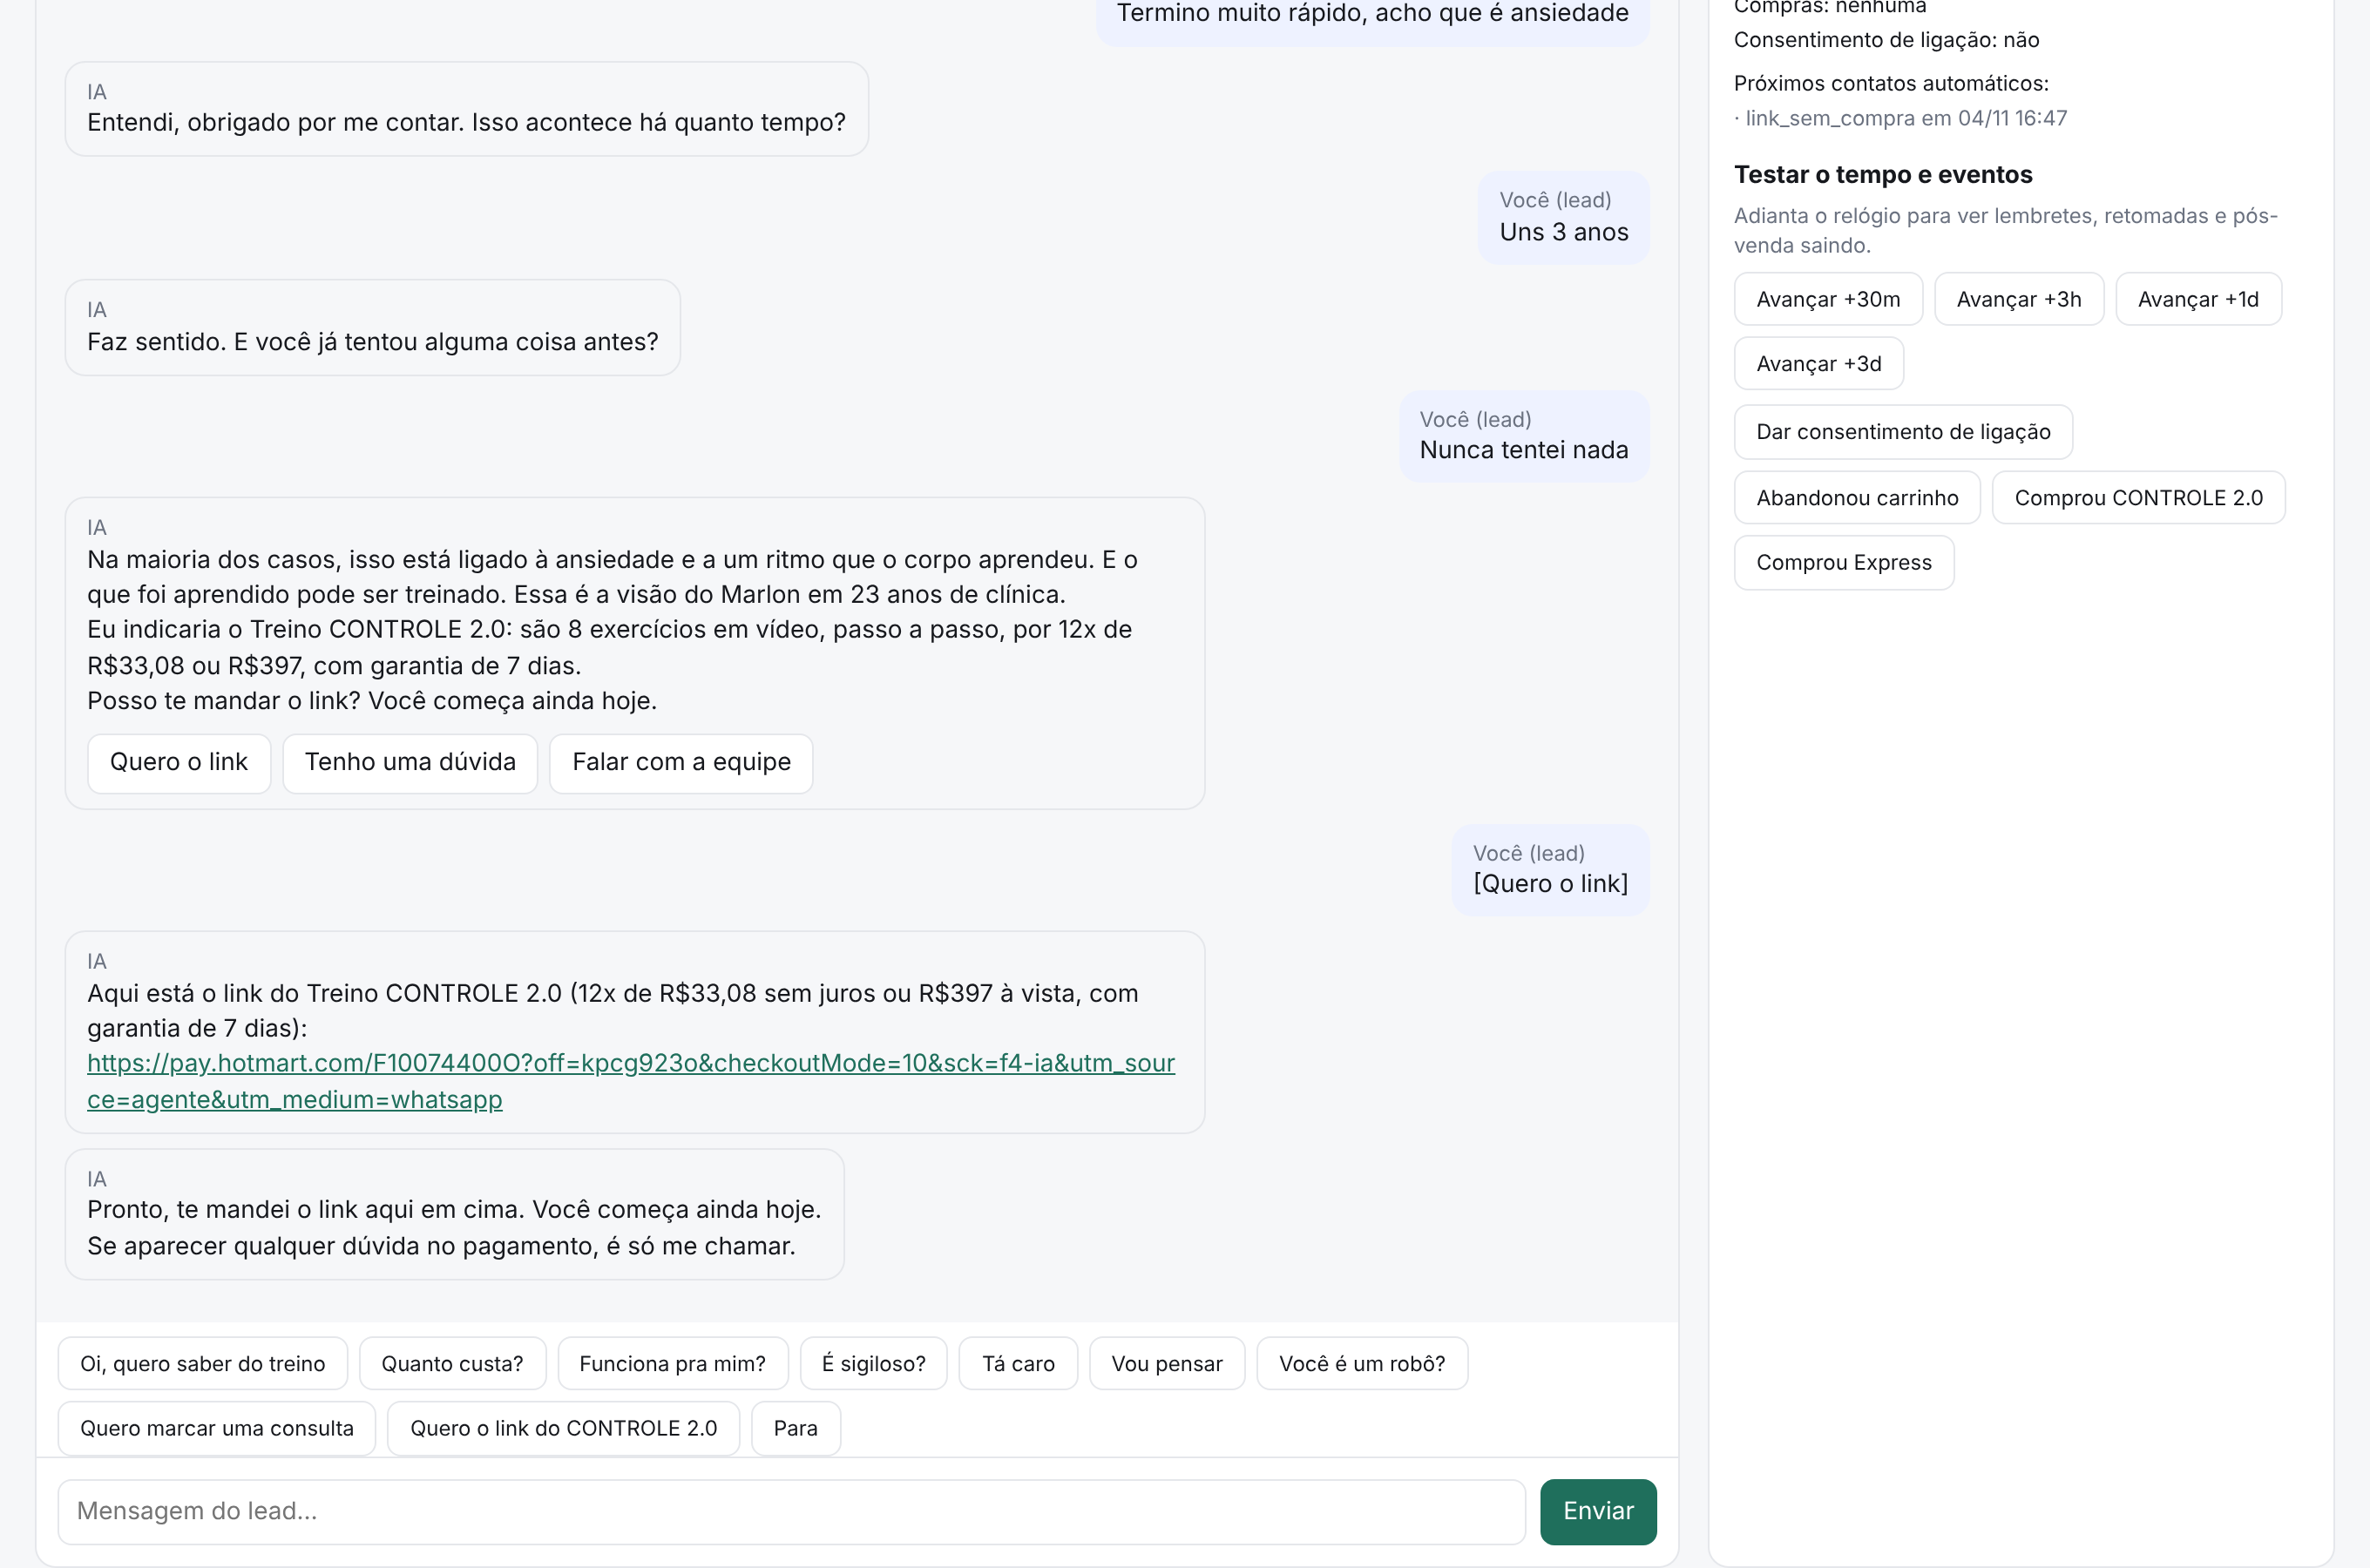 Termino muito rápido, acho que é ansiedade
IA
Entendi, obrigado por me contar. Isso acontece há quanto tempo?
Você (lead)
Uns 3 anos
IA
Faz sentido. E você já tentou alguma coisa antes?
Você (lead)
Nunca tentei nada
IA
Na maioria dos casos, isso está ligado à ansiedade e a um ritmo que o corpo aprendeu. E o
que foi aprendido pode ser treinado. Essa é a visão do Marlon em 23 anos de clínica.
Eu indicaria o Treino CONTROLE 2.0: são 8 exercícios em vídeo, passo a passo, por 12x de
R$33,08 ou R$397, com garantia de 7 dias.
Posso te mandar o link? Você começa ainda hoje.
Quero o link
Tenho uma dúvida
Falar com a equipe
Você (lead)
[Quero o link]
IA
Aqui está o link do Treino CONTROLE 2.0 (12x de R$33,08 sem juros ou R$397 à vista, com
garantia de 7 dias):
https://pay.hotmart.com/F10074400O?off=kpcg923o&checkoutMode=10&sck=f4-ia&utm_sour
ce=agente&utm_medium=whatsapp
IA
Pronto, te mandei o link aqui em cima. Você começa ainda hoje.
Se aparecer qualquer dúvida no pagamento, é só me chamar.
Oi, quero saber do treino
Quanto custa?
Funciona pra mim?
É sigiloso?
Tá caro
Vou pensar
Você é um robô?
Quero marcar uma consulta
Quero o link do CONTROLE 2.0
Para
Mensagem do lead...
Enviar
Compras: nenhuma
Consentimento de ligação: não
Próximos contatos automáticos:
· link_sem_compra em 04/11 16:47
Testar o tempo e eventos
Adianta o relógio para ver lembretes, retomadas e pós-
venda saindo.
Avançar +30m
Avançar +3h
Avançar +1d
Avançar +3d
Dar consentimento de ligação
Abandonou carrinho
Comprou CONTROLE 2.0
Comprou Express